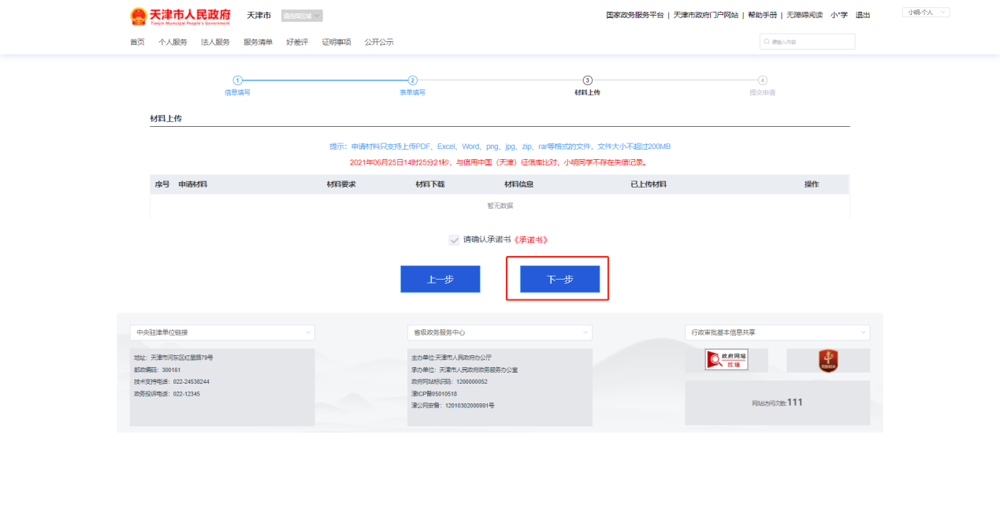 天津市人民政府
Tianjin Municipal People's Government
天津市
请选择区域
国家政务服务平台 | 天津市政府门户网站 | 帮助手册 | 无障碍阅读 小*学 退出
小明-个人
首页 个人服务 法人服务 服务清单 好差评 证明事项 公开公示
请输入内容
1 2 3 4
信息填写 表单填写 材料上传 提交申请
材料上传
提示：申请材料只支持上传PDF、Excel、Word、png、jpg、zip、rar等格式的文件，文件大小不超过200MB
2021年06月25日14时25分21秒，与信用中国（天津）征信库比对，小明同学不存在失信记录。
序号 申请材料 材料要求 材料下载 材料信息 已上传材料 操作
暂无数据
请确认承诺书《承诺书》
上一步 下一步
中央驻津单位链接
地址：天津市河东区红星路79号
邮政编码：300161
技术支持电话：022-24538244
政务投诉电话：022-12345
省级政务服务中心
主办单位:天津市人民政府办公厅
承办单位：天津市人民政府政务服务办公室
政府网站标识码：1200000052
津ICP备05010518
津公网安备：12010302000991号
行政审批基本信息共享
政府网站
找错
党政机关
网站访问次数:111